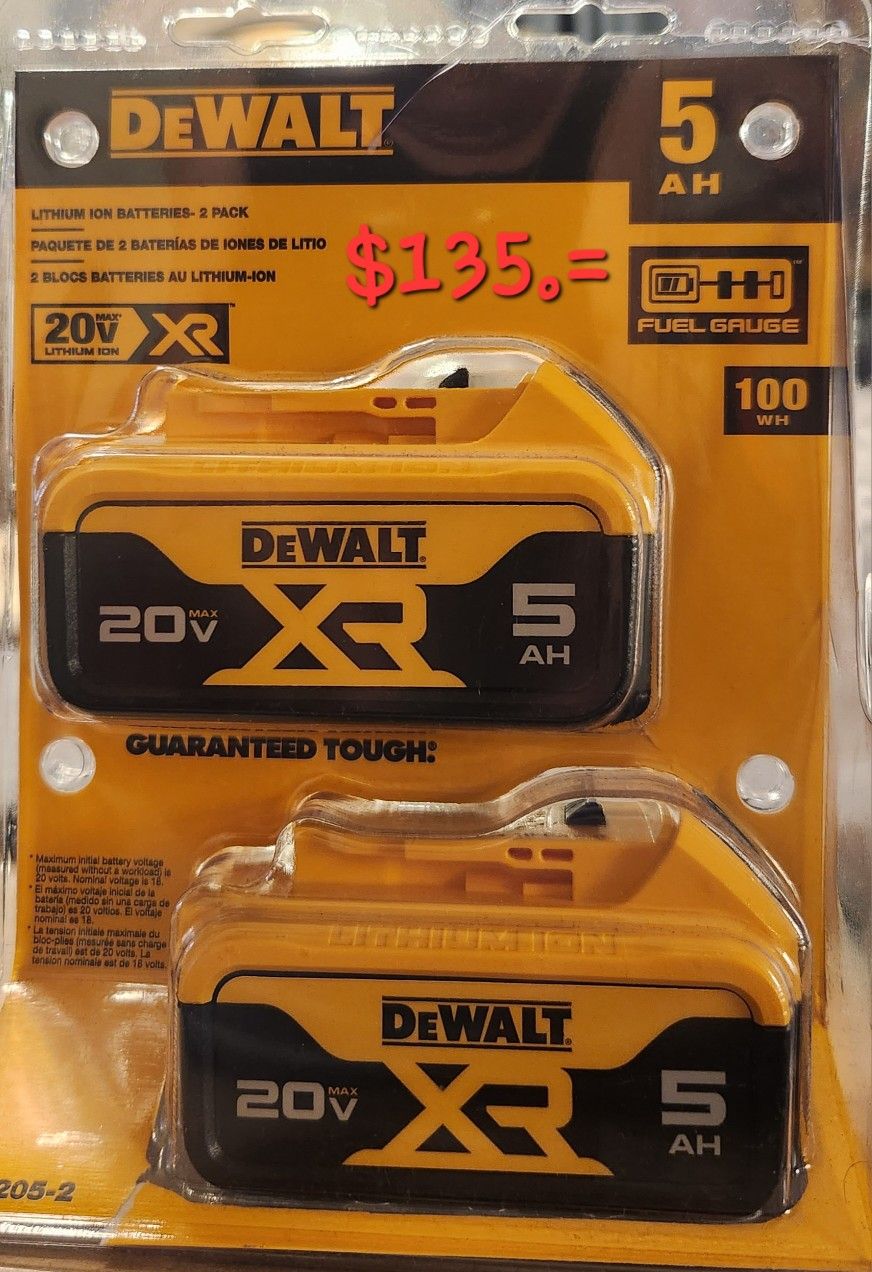 DEWALT
5
AH
LITHIUM ION BATTERIES- 2 PACK
PAQUETE DE 2 BATERÍAS DE IONES DE LITIO
2 BLOCS BATTERIES AU LITHIUM-ION
$135.=
FUEL GAUGE
20V MAX* XR
LITHIUM ION
100
WH
LITHIUM ION
DEWALT
20V MAX XR 5
AH
GUARANTEED TOUGH.
* Maximum initial battery voltage
(measured without a workload) is
20 volts. Nominal voltage is 18.
* El máximo voltaje inicial de la
batería (medido sin una carga de
trabajo) es 20 voltios. El voltaje
nominal es 18.
* La tension initiale maximale du
bloc-piles (mesurée sans charge
de travail) est de 20 volts. La
tension nominale est de 18 volts.
LITHIUM ION
DEWALT
20V MAX XR 5
AH
205-2